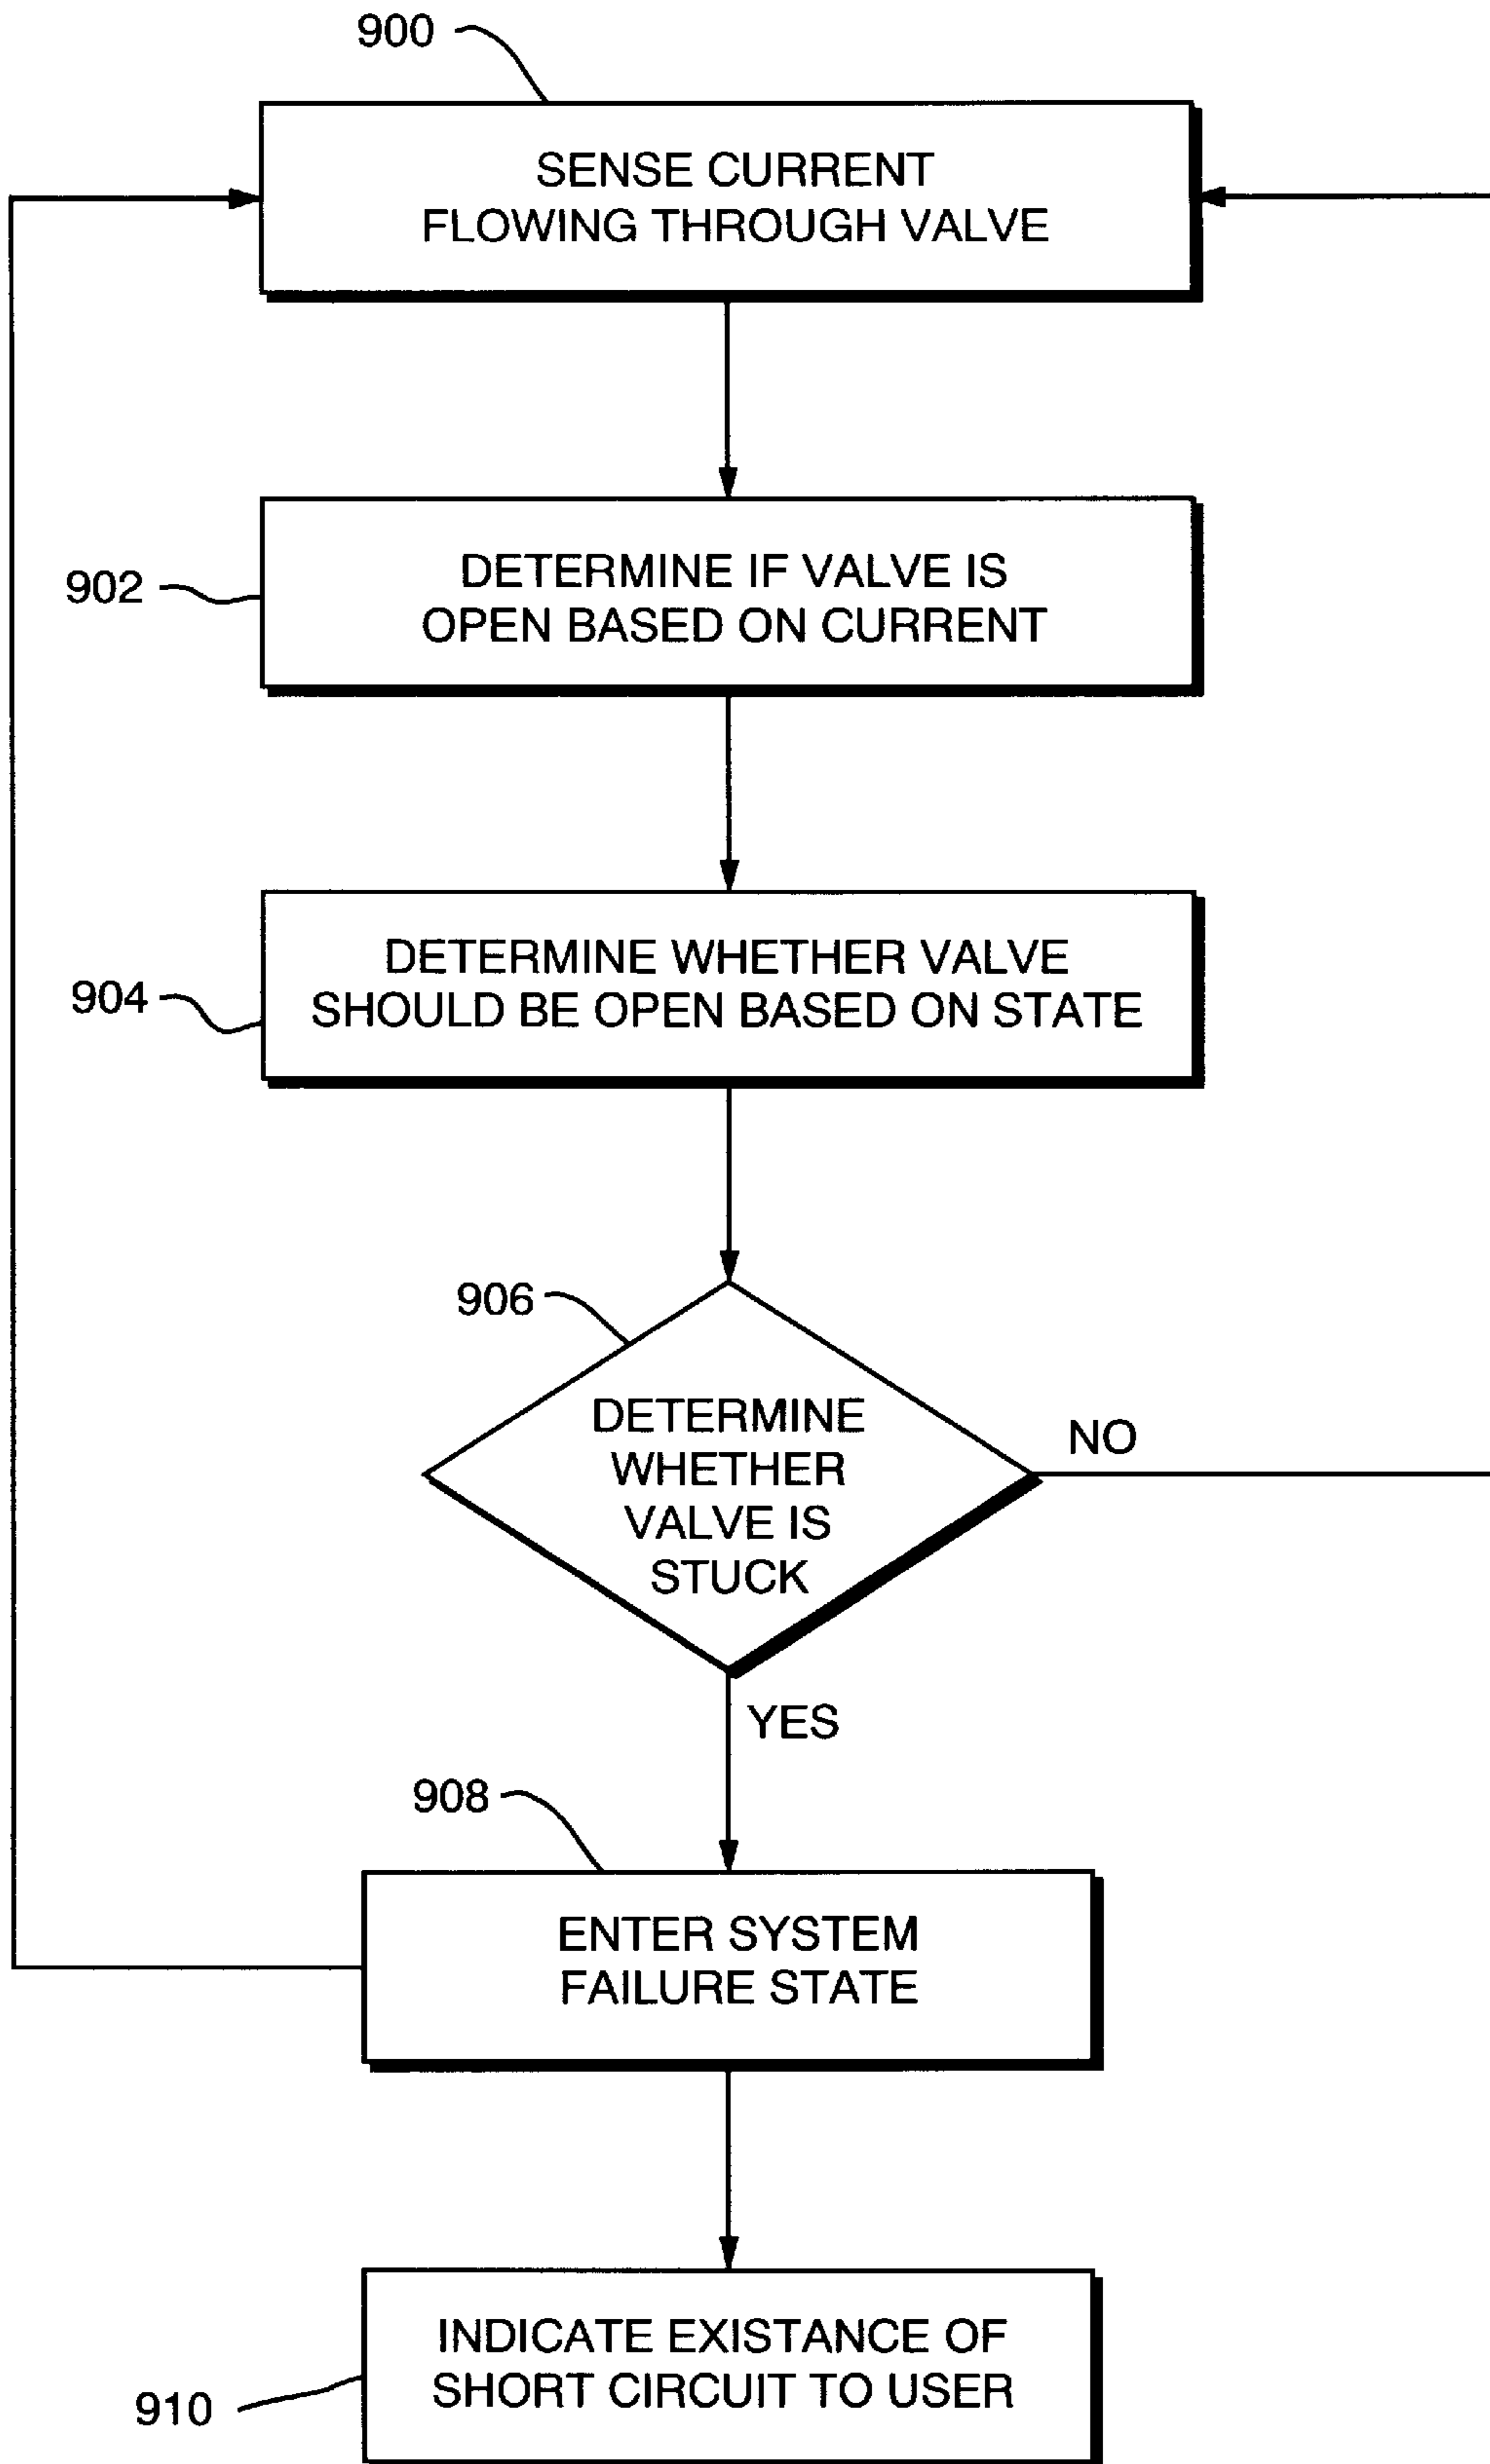 900
SENSE CURRENT
FLOWING THROUGH VALVE
902
DETERMINE IF VALVE IS
OPEN BASED ON CURRENT
904
DETERMINE WHETHER VALVE
SHOULD BE OPEN BASED ON STATE
906
DETERMINE
WHETHER
VALVE IS
STUCK
NO
YES
908
ENTER SYSTEM
FAILURE STATE
910
INDICATE EXISTANCE OF
SHORT CIRCUIT TO USER